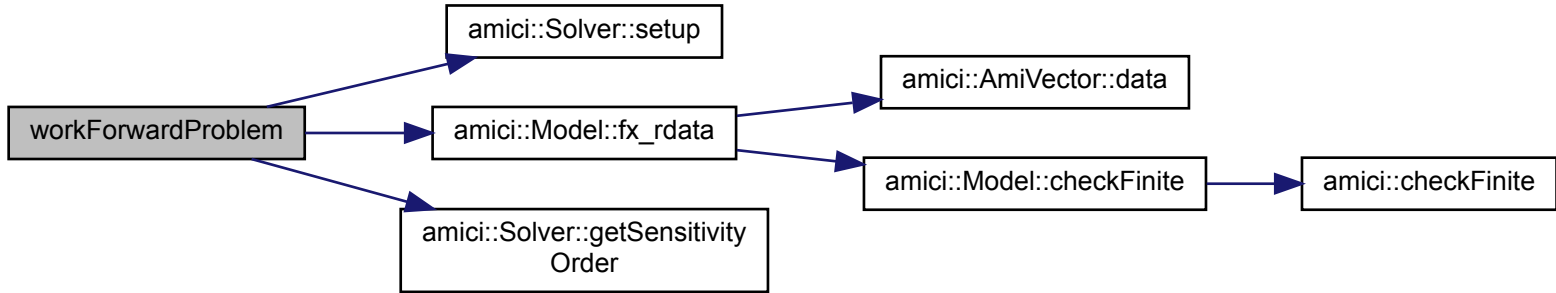 amici::Solver::setup
amici::AmiVector::data
workForwardProblem
amici::Model::fx_rdata
amici::Model::checkFinite
amici::checkFinite
amici::Solver::getSensitivity
Order